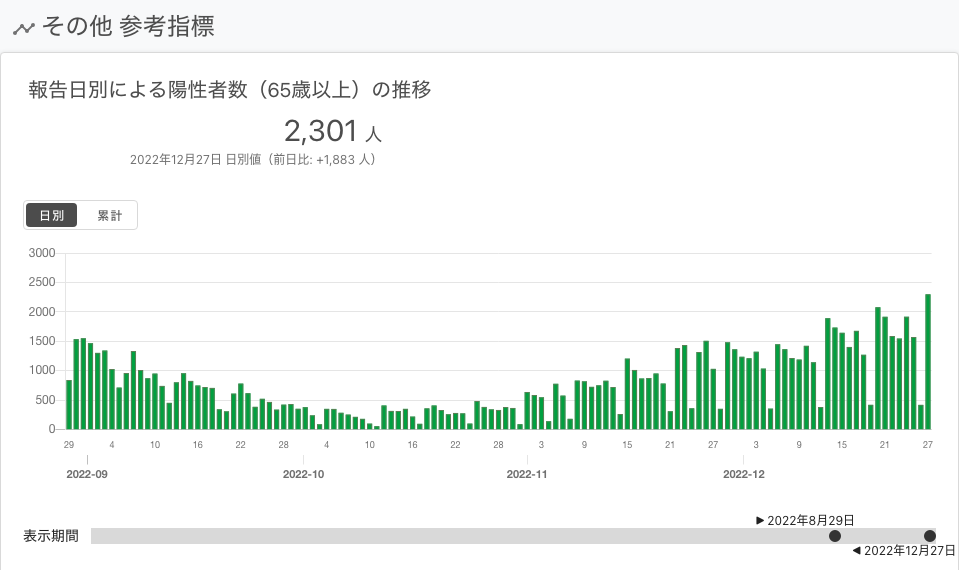 その他 参考指標
報告日別による陽性者数（65歳以上）の推移
2,301 人
2022年12月27日 日別値（前日比: +1,883 人）
日別 累計
3000
2500
2000
1500
1000
500
0
29 4 10 16 22 28 4 10 16 22 28 3 9 15 21 27 3 9 15 21 27
2022-09 2022-10 2022-11 2022-12
▶ 2022年8月29日
表示期間
◀ 2022年12月27日